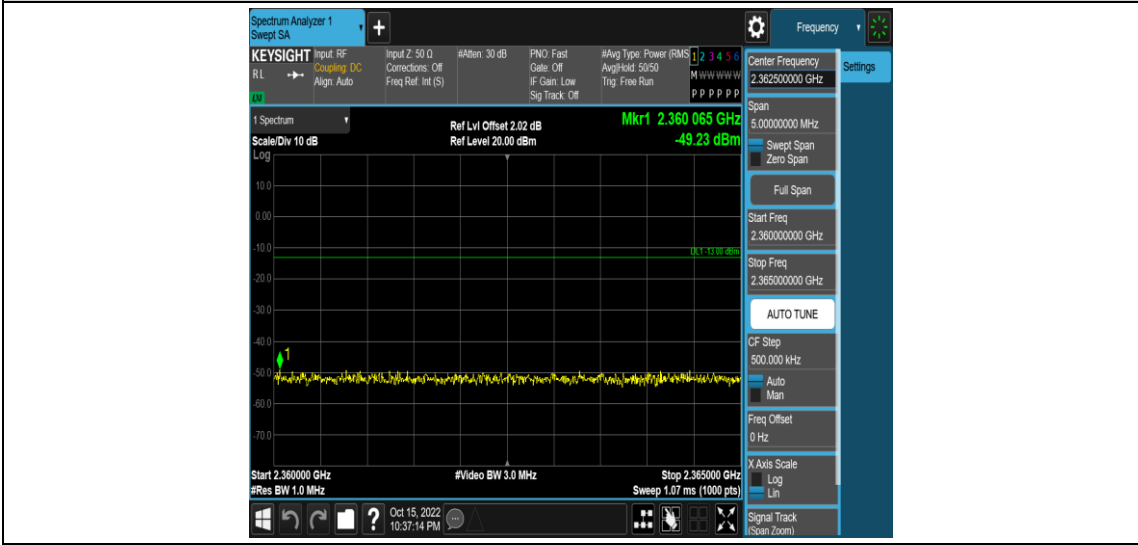 Spectrum Analyzer 1
Swept SA
+
Frequency
KEYSIGHT
RL
LM
Input: RF
Coupling: DC
Align: Auto
Input Z: 50 Ω
Corrections: Off
Freq Ref: Int (S)
#Atten: 30 dB
PNO: Fast
Gate: Off
IF Gain: Low
Sig Track: Off
#Avg Type: Power (RMS
Avg|Hold: 50/50
Trig: Free Run
1 2 3 4 5 6
M W W W W W
P P P P P P
1 Spectrum
Scale/Div 10 dB
Log
Ref Lvl Offset 2.02 dB
Ref Level 20.00 dBm
Mkr1 2.360 065 GHz
-49.23 dBm
10.0
0.00
-10.0
DL1 -13.00 dBm
-20.0
-30.0
-40.0
1
-50.0
-60.0
-70.0
Start 2.360000 GHz
#Video BW 3.0 MHz
Stop 2.365000 GHz
#Res BW 1.0 MHz
Sweep 1.07 ms (1000 pts)
?
Oct 15, 2022
10:37:14 PM
Center Frequency
2.362500000 GHz
Settings
Span
5.00000000 MHz
Swept Span
Zero Span
Full Span
Start Freq
2.360000000 GHz
Stop Freq
2.365000000 GHz
AUTO TUNE
CF Step
500.000 kHz
Auto
Man
Freq Offset
0 Hz
X Axis Scale
Log
Lin
Signal Track
(Span Zoom)